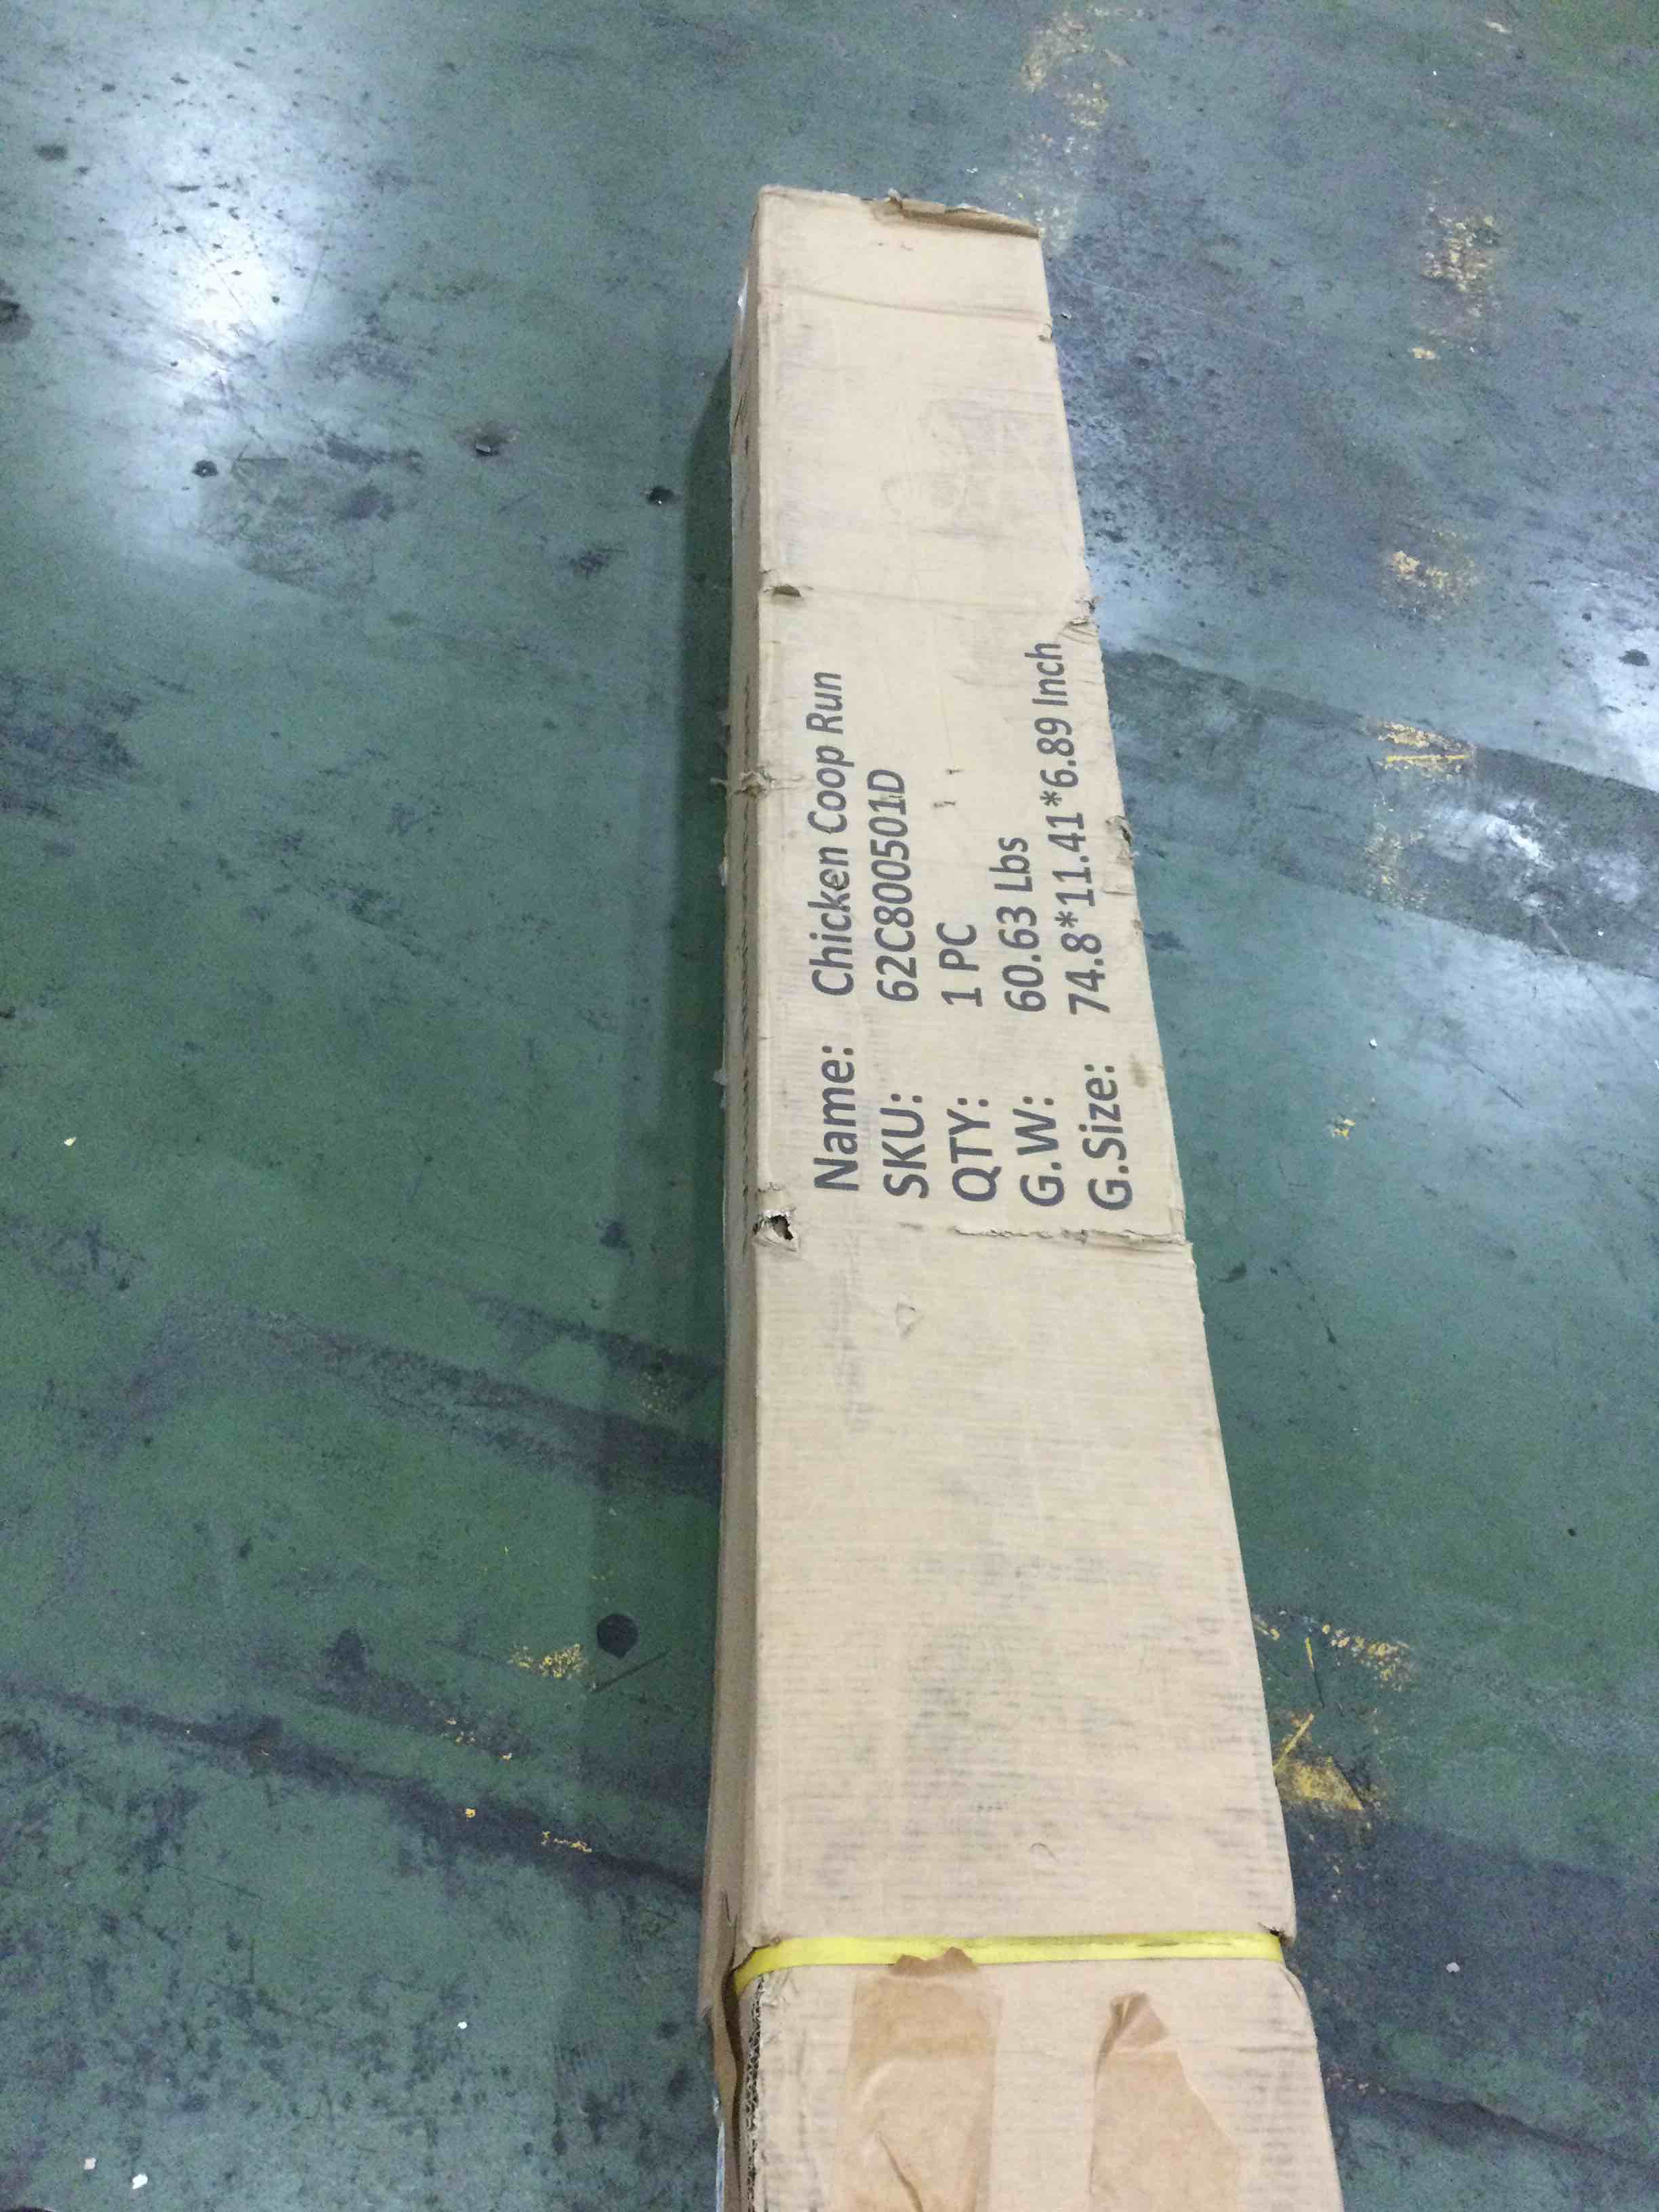 Name: Chicken Coop Run
SKU: 62C800501D
QTY: 1 PC
G.W: 60.63 Lbs
G.Size: 74.8*11.41*6.89 Inch